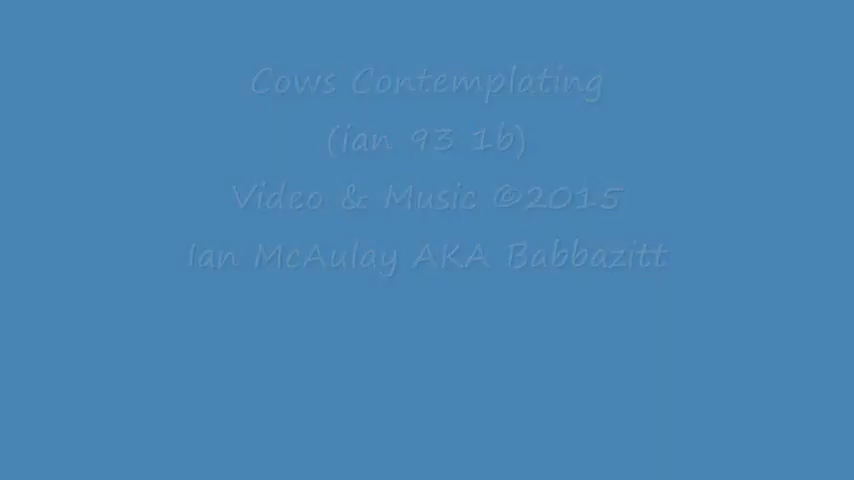 Cows Contemplating
(ian 93 1b)
Video & Music ©2015
Ian McAulay AKA Babbazitt